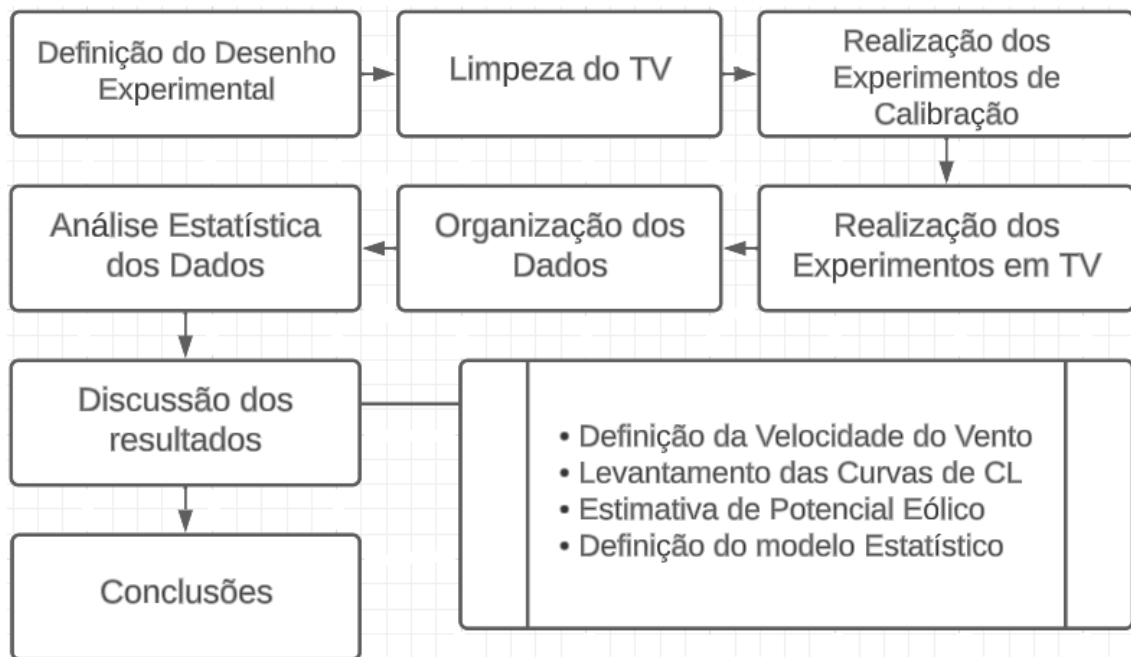 Definição do Desenho
Experimental
Limpeza do TV
Realização dos
Experimentos de
Calibração
Realização dos
Experimentos em TV
Organização dos
Dados
Análise Estatística
dos Dados
Discussão dos
resultados
• Definição da Velocidade do Vento
• Levantamento das Curvas de CL
• Estimativa de Potencial Eólico
• Definição do modelo Estatístico
Conclusões